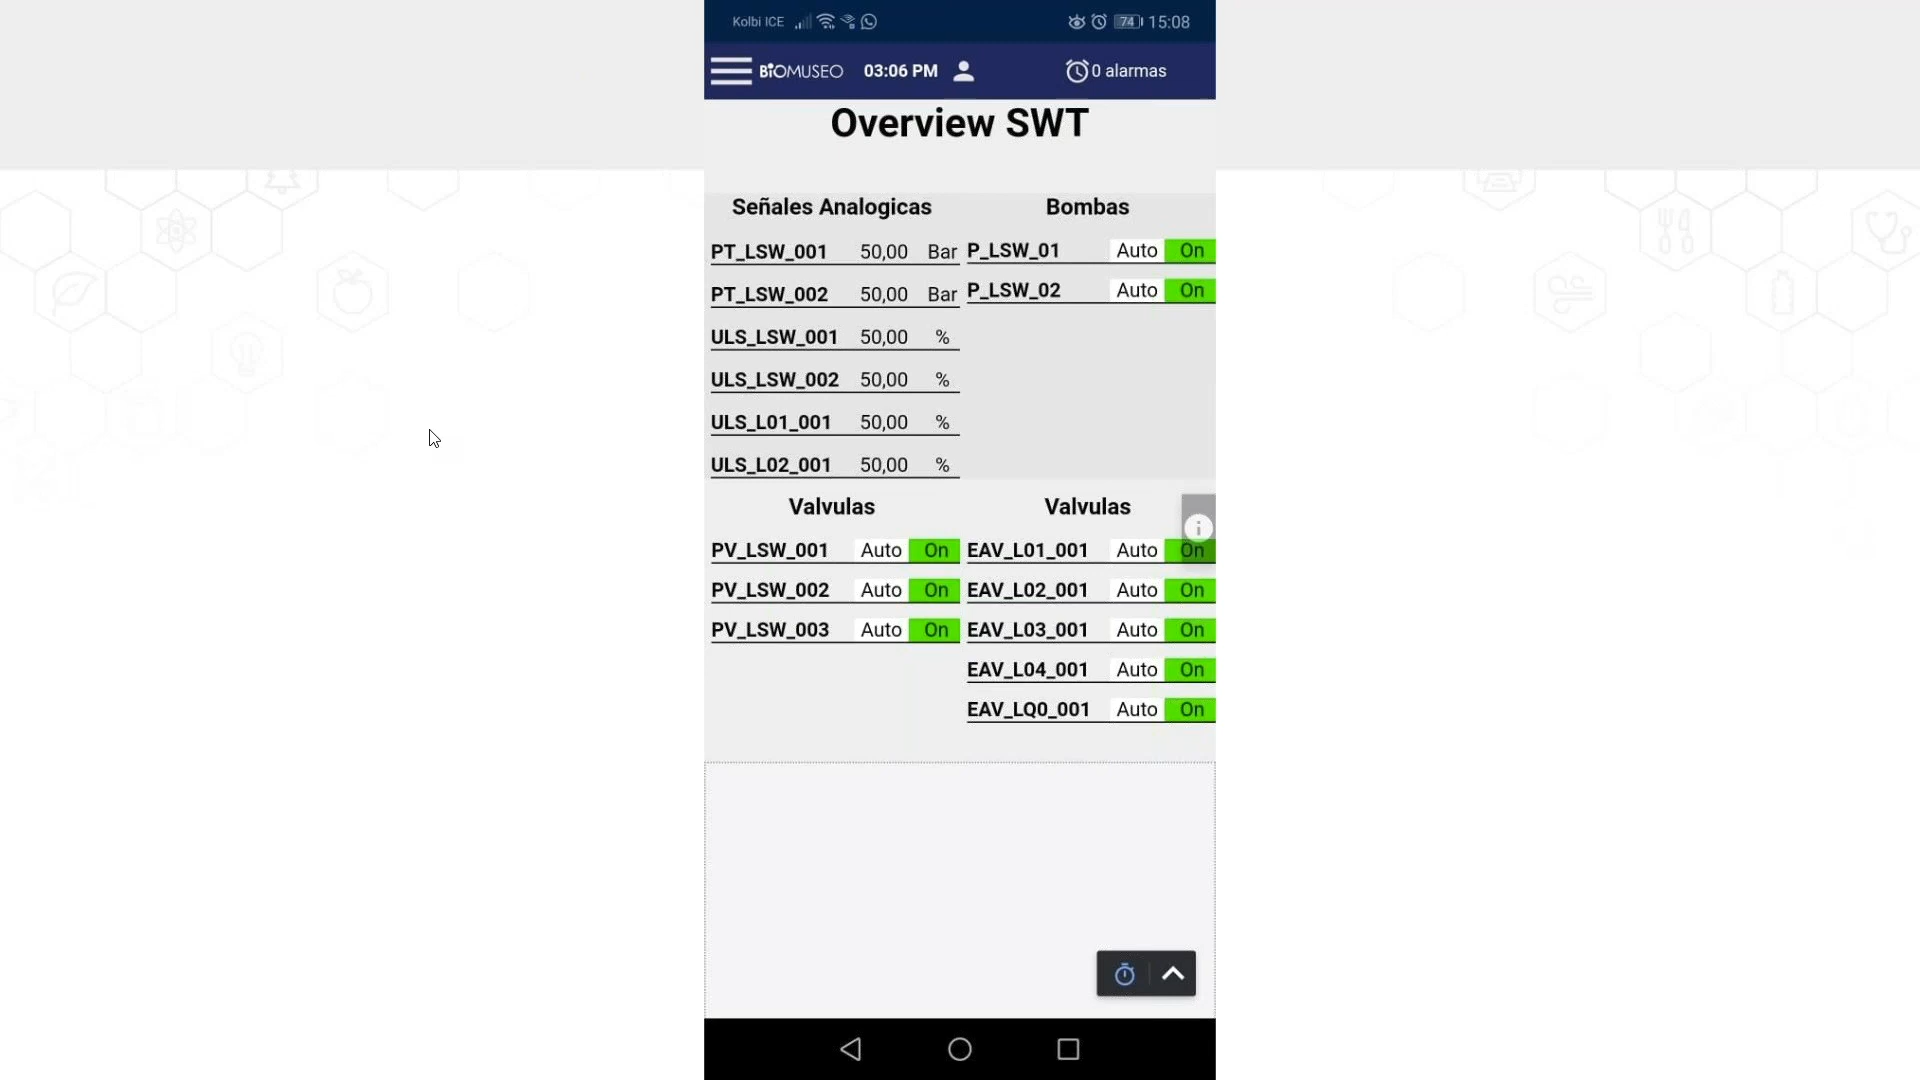 Kolbi ICE 74 15:08
BiOMUSEO 03:06 PM 0 alarmas
Overview SWT
Señales Analogicas
PT_LSW_001 50,00 Bar
PT_LSW_002 50,00 Bar
ULS_LSW_001 50,00 %
ULS_LSW_002 50,00 %
ULS_L01_001 50,00 %
ULS_L02_001 50,00 %
Bombas
P_LSW_01 Auto On
P_LSW_02 Auto On
Valvulas
PV_LSW_001 Auto On
PV_LSW_002 Auto On
PV_LSW_003 Auto On
Valvulas
EAV_L01_001 Auto On
EAV_L02_001 Auto On
EAV_L03_001 Auto On
EAV_L04_001 Auto On
EAV_LQ0_001 Auto On